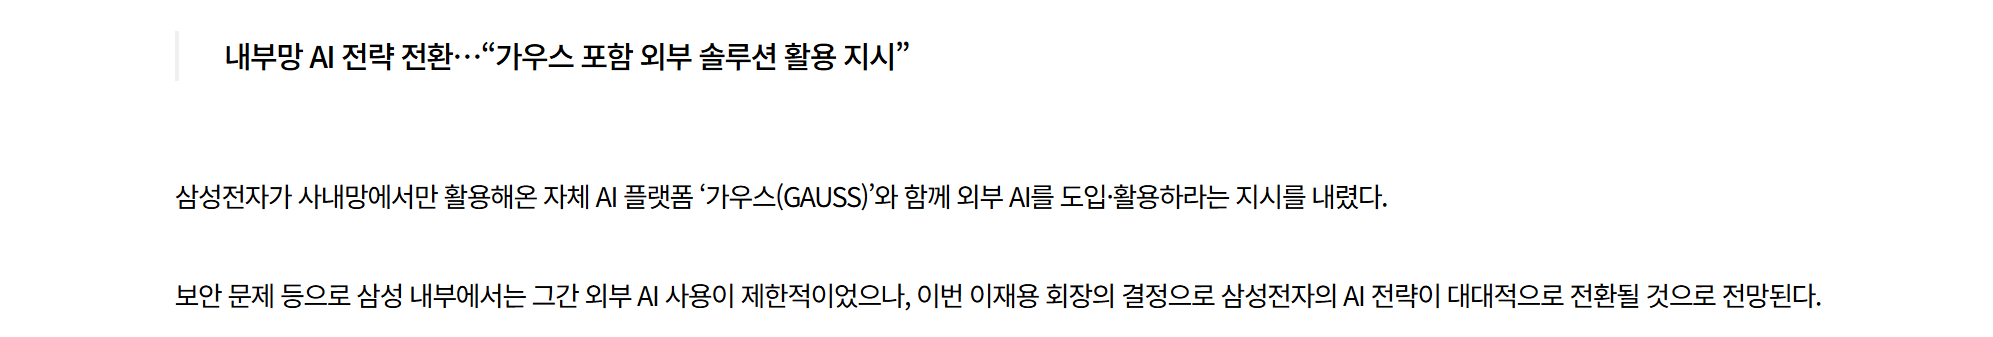 내부망 AI 전략 전환…“가우스 포함 외부 솔루션 활용 지시”
삼성전자가 사내망에서만 활용해온 자체 AI 플랫폼 ‘가우스(GAUSS)’와 함께 외부 AI를 도입·활용하라는 지시를 내렸다.
보안 문제 등으로 삼성 내부에서는 그간 외부 AI 사용이 제한적이었으나, 이번 이재용 회장의 결정으로 삼성전자의 AI 전략이 대대적으로 전환될 것으로 전망된다.